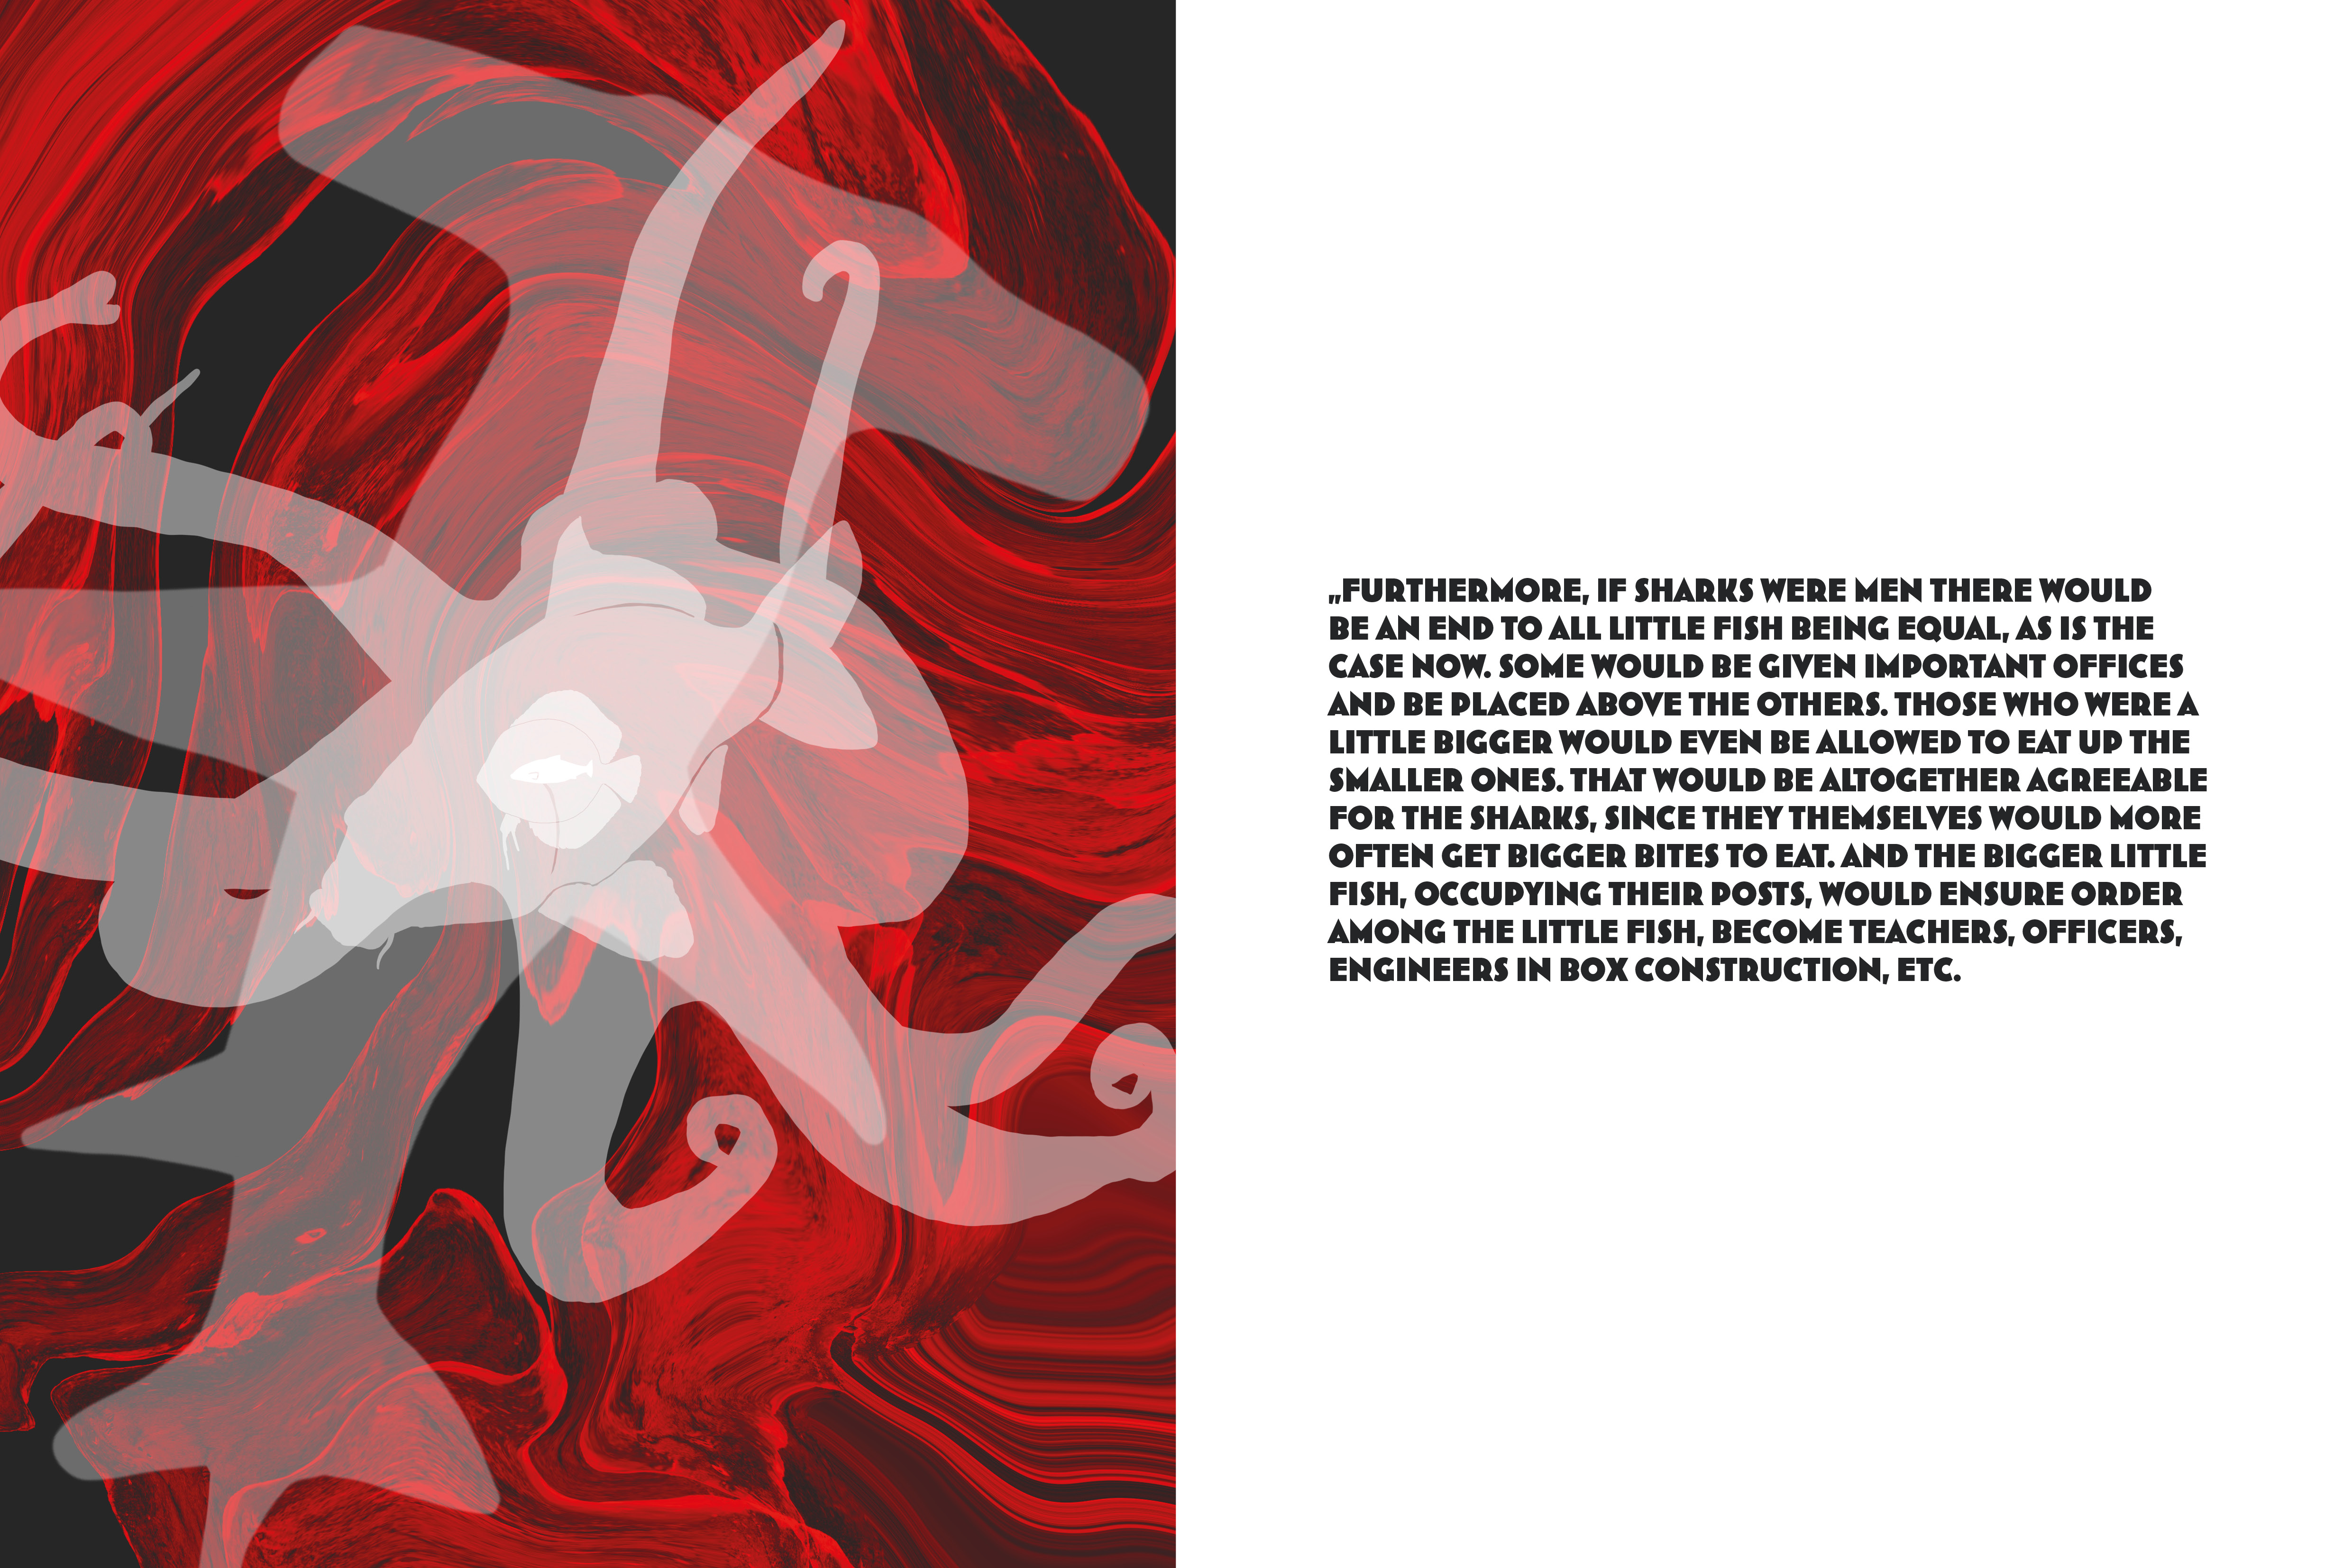 „FURTHERMORE, IF SHARKS WERE MEN THERE WOULD
BE AN END TO ALL LITTLE FISH BEING EQUAL, AS IS THE
CASE NOW. SOME WOULD BE GIVEN IMPORTANT OFFICES
AND BE PLACED ABOVE THE OTHERS. THOSE WHO WERE A
LITTLE BIGGER WOULD EVEN BE ALLOWED TO EAT UP THE
SMALLER ONES. THAT WOULD BE ALTOGETHER AGREEABLE
FOR THE SHARKS, SINCE THEY THEMSELVES WOULD MORE
OFTEN GET BIGGER BITES TO EAT. AND THE BIGGER LITTLE
FISH, OCCUPYING THEIR POSTS, WOULD ENSURE ORDER
AMONG THE LITTLE FISH, BECOME TEACHERS, OFFICERS,
ENGINEERS IN BOX CONSTRUCTION, ETC.